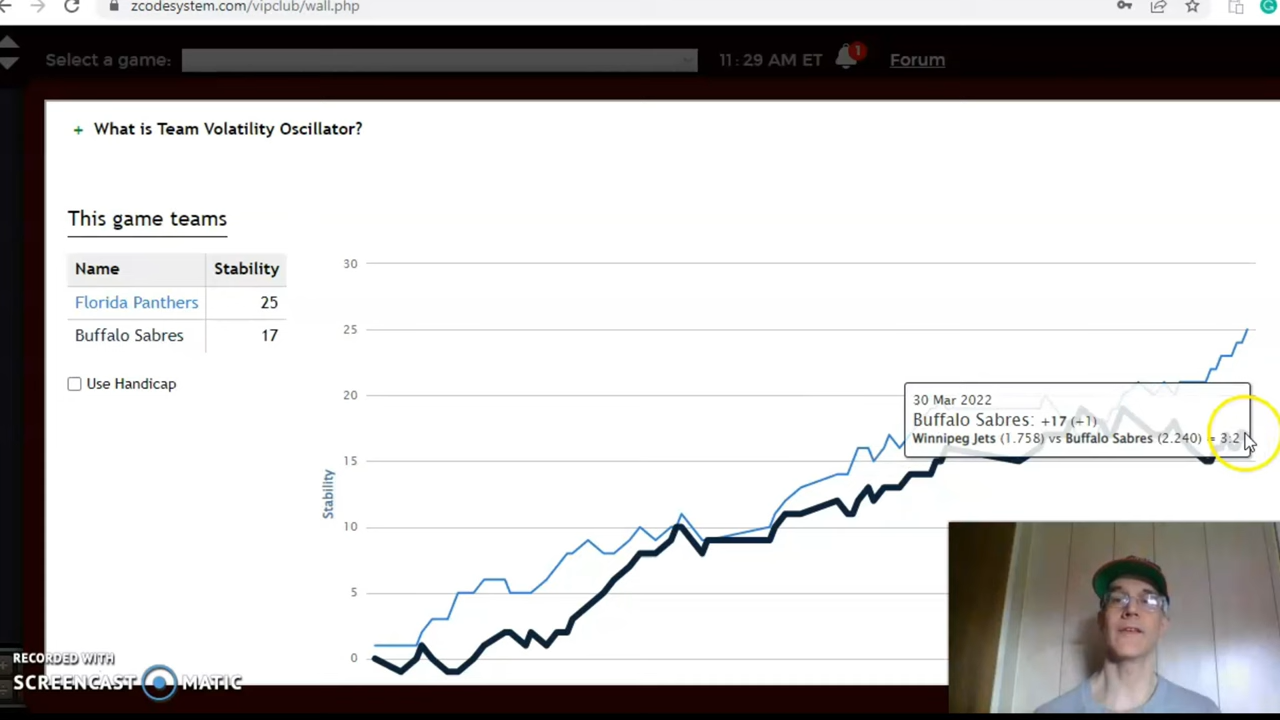 zcodesystem.com/vipclub/wall.php
Select a game:
11:29 AM ET
1
Forum
+ What is Team Volatility Oscillator?
This game teams
Name Stability
Florida Panthers 25
Buffalo Sabres 17
Use Handicap
30
25
20
15
10
5
0
Stability
30 Mar 2022
Buffalo Sabres: +17 (+1)
Winnipeg Jets (1.758) vs Buffalo Sabres (2.240) = 3:2
RECORDED WITH
SCREENCAST MATIC